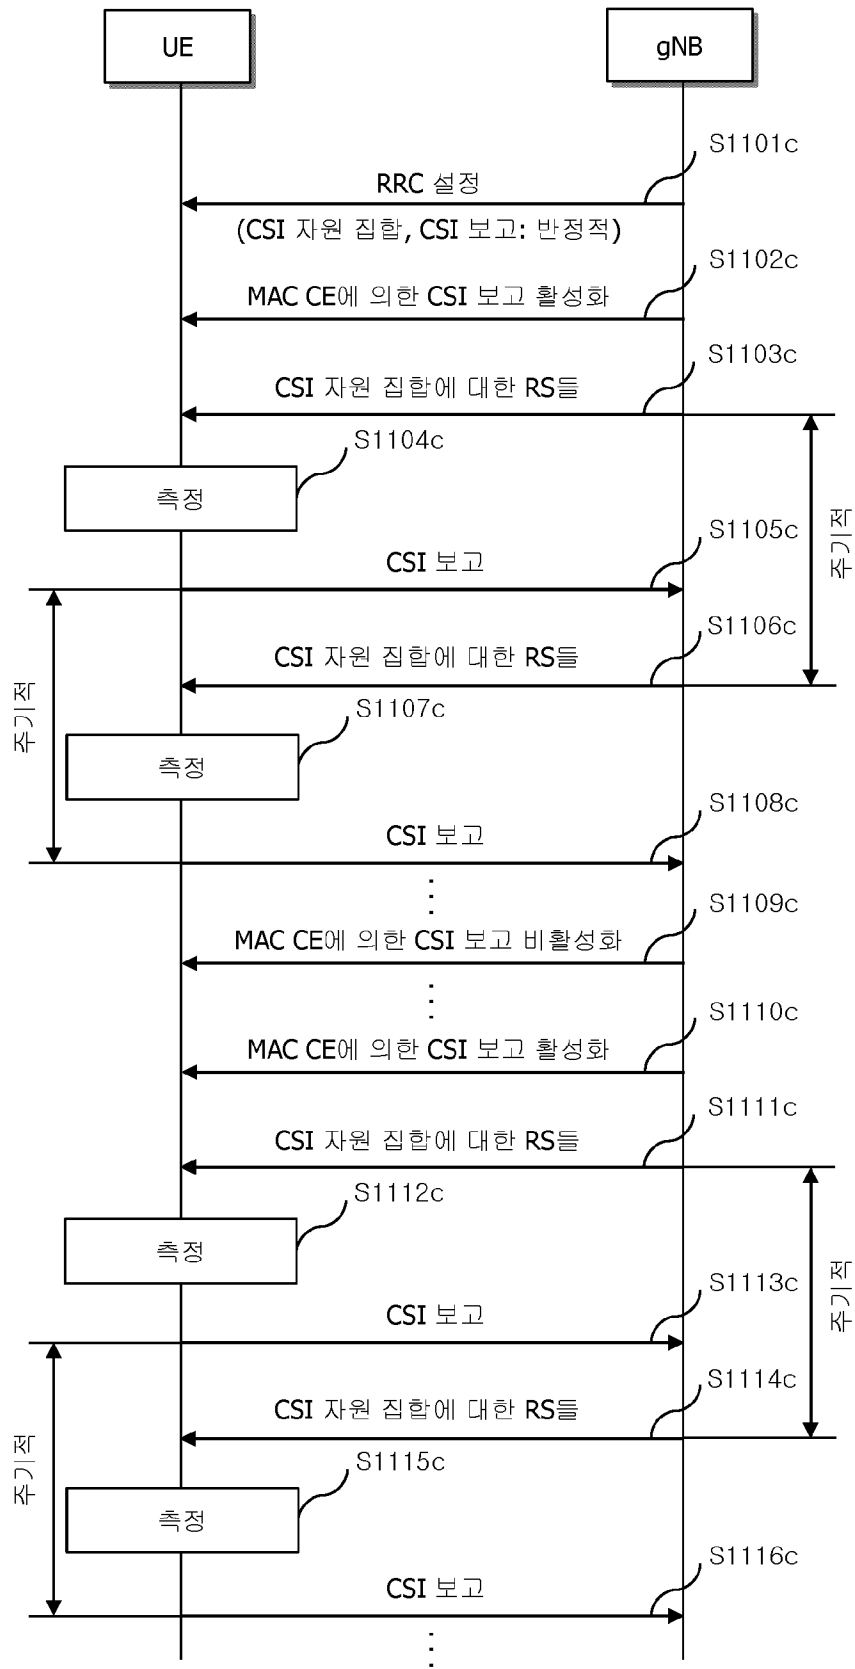 UE
gNB
S1101c
RRC 설정
(CSI 자원 집합, CSI 보고: 반정적)
S1102c
MAC CE에 의한 CSI 보고 활성화
S1103c
CSI 자원 집합에 대한 RS들
S1104c
측정
주기적
S1105c
CSI 보고
S1106c
CSI 자원 집합에 대한 RS들
주기적
S1107c
측정
S1108c
CSI 보고
S1109c
MAC CE에 의한 CSI 보고 비활성화
S1110c
MAC CE에 의한 CSI 보고 활성화
S1111c
CSI 자원 집합에 대한 RS들
S1112c
측정
주기적
S1113c
CSI 보고
S1114c
CSI 자원 집합에 대한 RS들
주기적
S1115c
측정
S1116c
CSI 보고